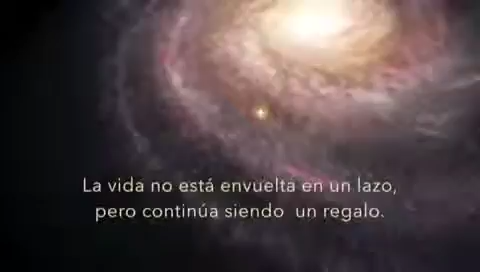 La vida no está envuelta en un lazo,
pero continúa siendo un regalo.